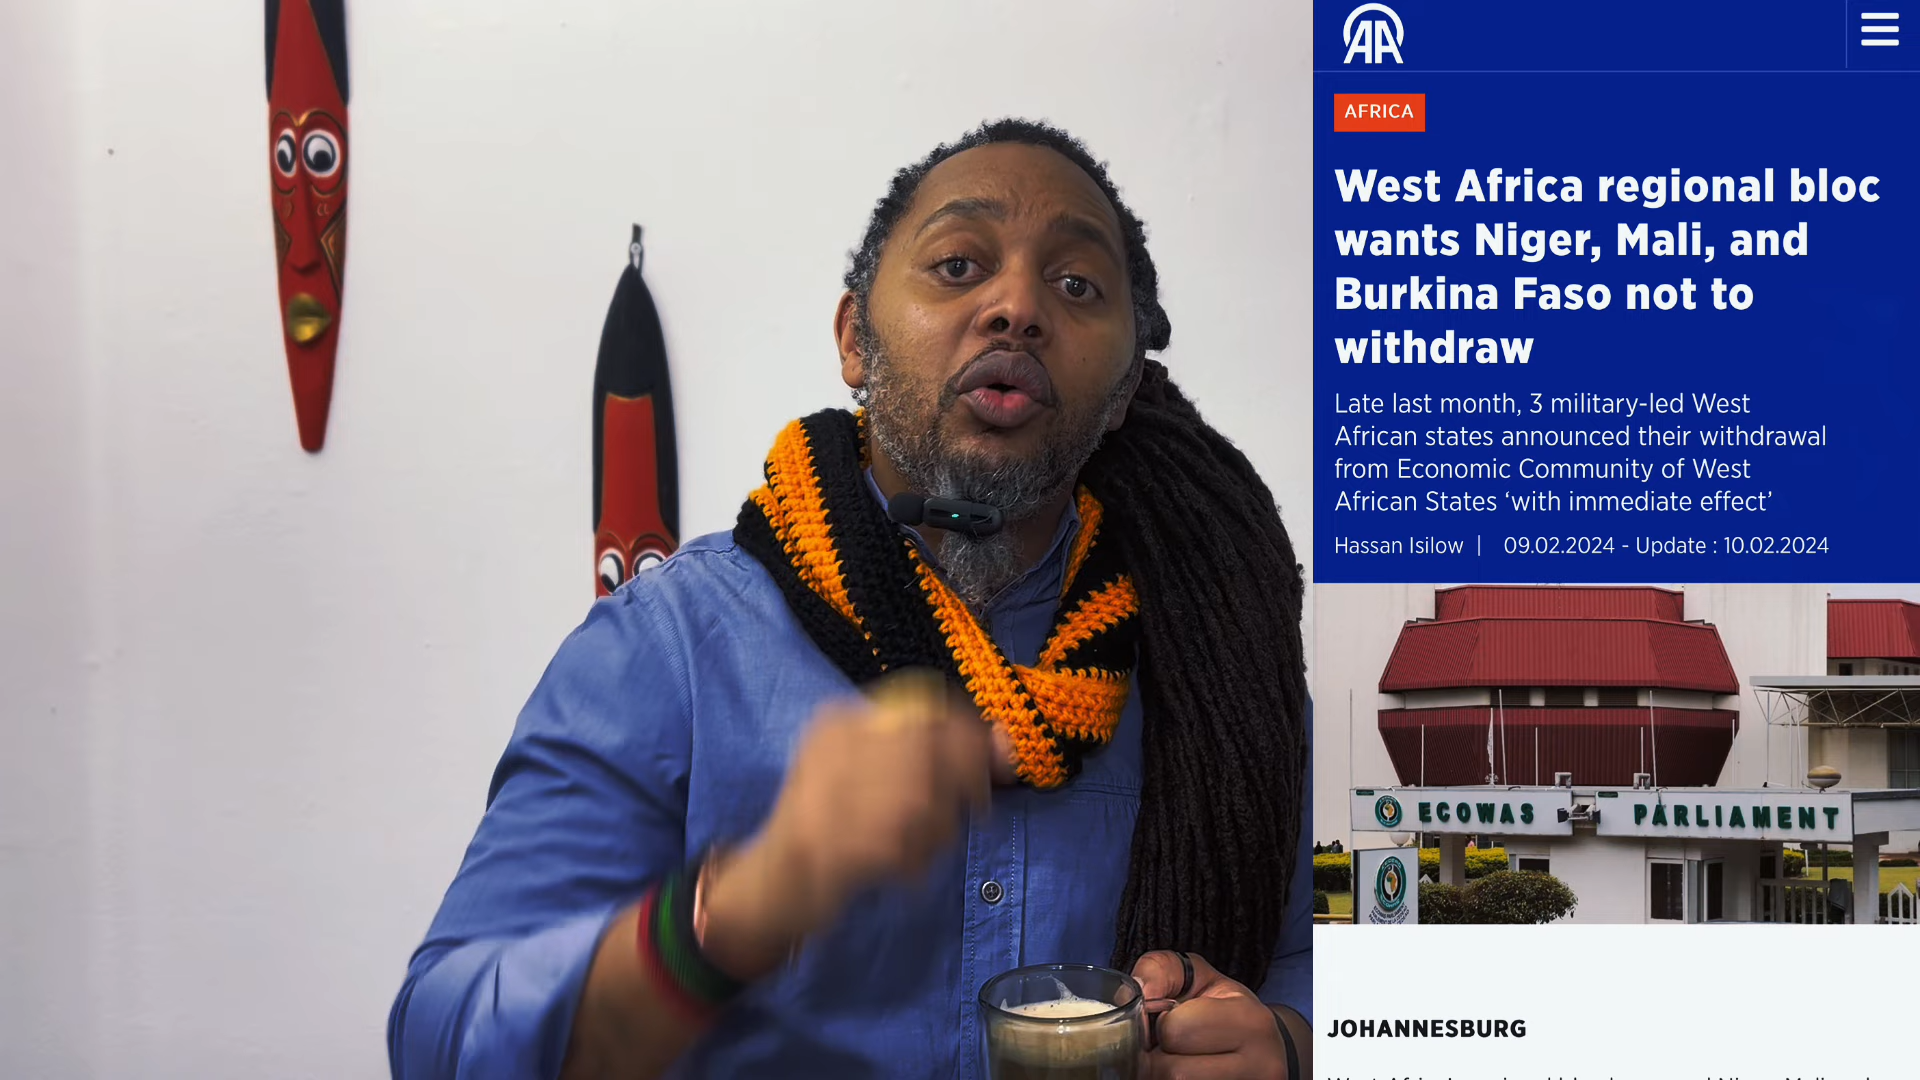 AA
AFRICA
West Africa regional bloc
wants Niger, Mali, and
Burkina Faso not to
withdraw
Late last month, 3 military-led West
African states announced their withdrawal
from Economic Community of West
African States ‘with immediate effect’
Hassan Isilow | 09.02.2024 - Update : 10.02.2024
ECOWAS PARLIAMENT
JOHANNESBURG